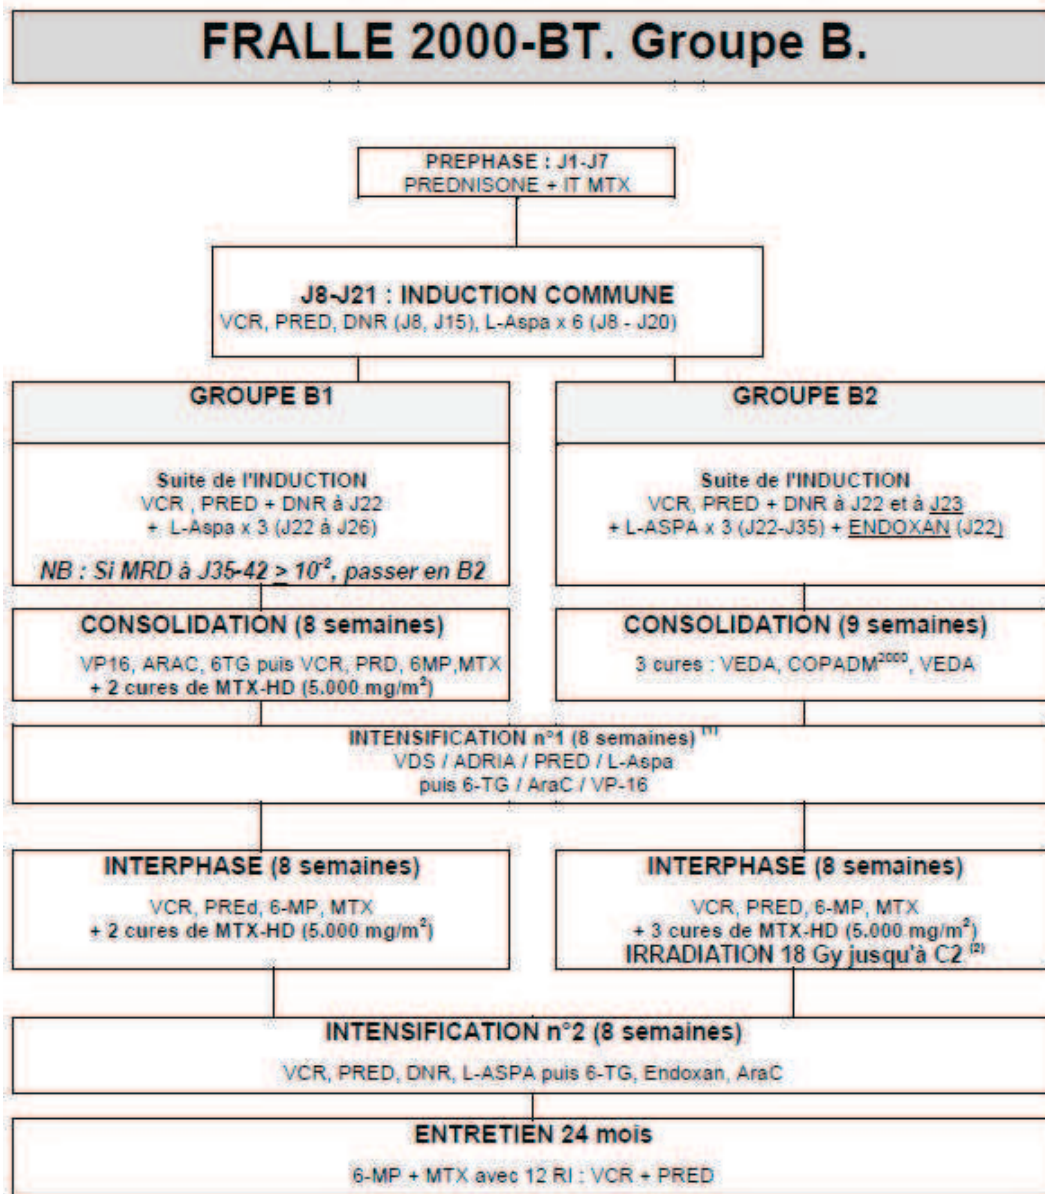 FRALLE 2000-BT. Groupe B.
PREPHASE : J1-J7
PREDNISONE + IT MTX
J8-J21 : INDUCTION COMMUNE
VCR, PRED, DNR (J8, J15), L-Aspa x 6 (J8 - J20)
GROUPE B1
Suite de l'INDUCTION
VCR , PRED + DNR à J22
+ L-Aspa x 3 (J22 à J26)
NB : Si MRD à J35-42 ≥ 10⁻², passer en B2
GROUPE B2
Suite de l'INDUCTION
VCR, PRED + DNR à J22 et à J23
+ L-ASPA x 3 (J22-J35) + ENDOXAN (J22)
CONSOLIDATION (8 semaines)
VP16, ARAC, 6TG puis VCR, PRD, 6MP,MTX
+ 2 cures de MTX-HD (5.000 mg/m²)
CONSOLIDATION (9 semaines)
3 cures : VEDA, COPADM²⁰⁰⁰, VEDA
INTENSIFICATION n°1 (8 semaines) ⁽¹⁾
VDS / ADRIA / PRED / L-Aspa
puis 6-TG / AraC / VP-16
INTERPHASE (8 semaines)
VCR, PREd, 6-MP, MTX
+ 2 cures de MTX-HD (5.000 mg/m²)
INTERPHASE (8 semaines)
VCR, PRED, 6-MP, MTX
+ 3 cures de MTX-HD (5.000 mg/m²)
IRRADIATION 18 Gy jusqu'à C2 ⁽²⁾
INTENSIFICATION n°2 (8 semaines)
VCR, PRED, DNR, L-ASPA puis 6-TG, Endoxan, AraC
ENTRETIEN 24 mois
6-MP + MTX avec 12 RI : VCR + PRED